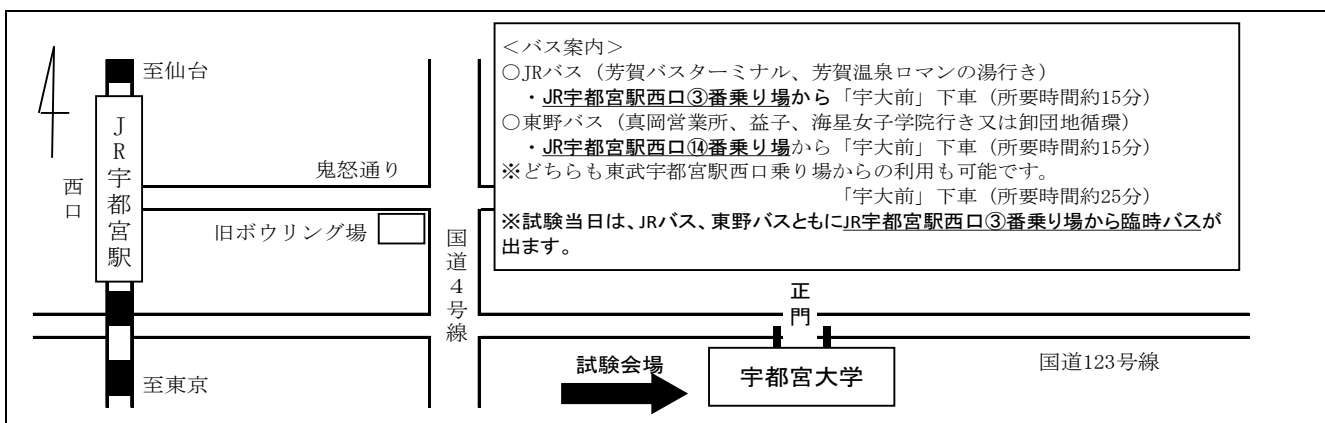 <バス案内>
○JRバス（芳賀バスターミナル、芳賀温泉ロマンの湯行き）
・JR宇都宮駅西口③番乗り場から「宇大前」下車（所要時間約15分）
○東野バス（真岡営業所、益子、海星女子学院行き又は卸団地循環）
・JR宇都宮駅西口⑭番乗り場から「宇大前」下車（所要時間約15分）
※どちらも東武宇都宮駅西口乗り場からの利用も可能です。
「宇大前」下車（所要時間約25分）
※試験当日は、JRバス、東野バスともにJR宇都宮駅西口③番乗り場から臨時バスが
出ます。
至仙台
JR宇都宮駅
西口
鬼怒通り
旧ボウリング場
国道4号線
正門
試験会場
宇都宮大学
国道123号線
至東京